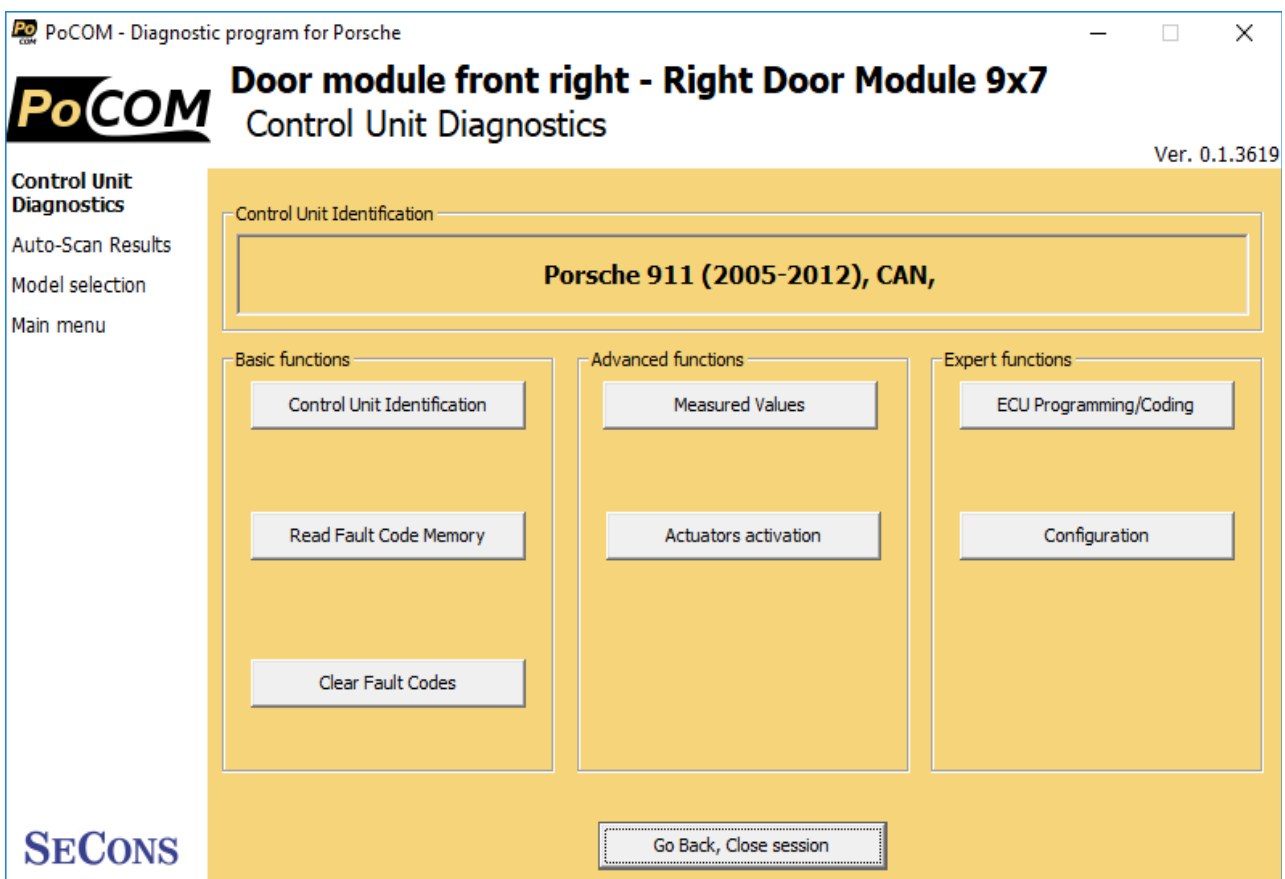 PoCOM - Diagnostic program for Porsche
PoCOM
Door module front right - Right Door Module 9x7
Control Unit Diagnostics
Ver. 0.1.3619
Control Unit
Diagnostics
Auto-Scan Results
Model selection
Main menu
Control Unit Identification
Porsche 911 (2005-2012), CAN,
Basic functions
Control Unit Identification
Read Fault Code Memory
Clear Fault Codes
Advanced functions
Measured Values
Actuators activation
Expert functions
ECU Programming/Coding
Configuration
Go Back, Close session
SECONS